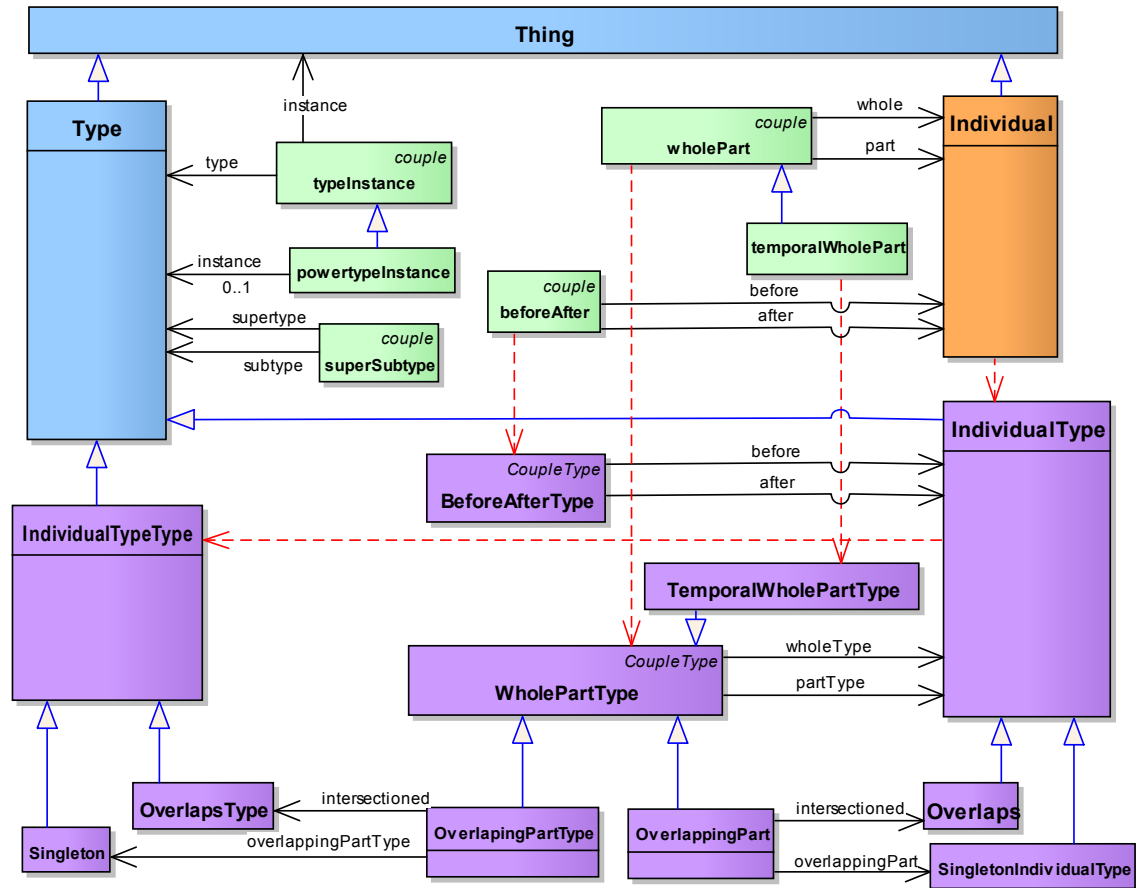 Thing
instance
Type
couple
wholePart
whole
part
Individual
couple
typeInstance
type
temporalWholePart
instance
0..1
powertypeInstance
couple
beforeAfter
before
after
supertype
subtype
couple
superSubtype
IndividualType
CoupleType
BeforeAfterType
before
after
IndividualTypeType
TemporalWholePartType
CoupleType
WholePartType
wholeType
partType
OverlapsType
intersectioned
OverlapingPartType
OverlappingPart
intersectioned
Overlaps
Singleton
overlappingPartType
overlappingPart
SingletonIndividualType